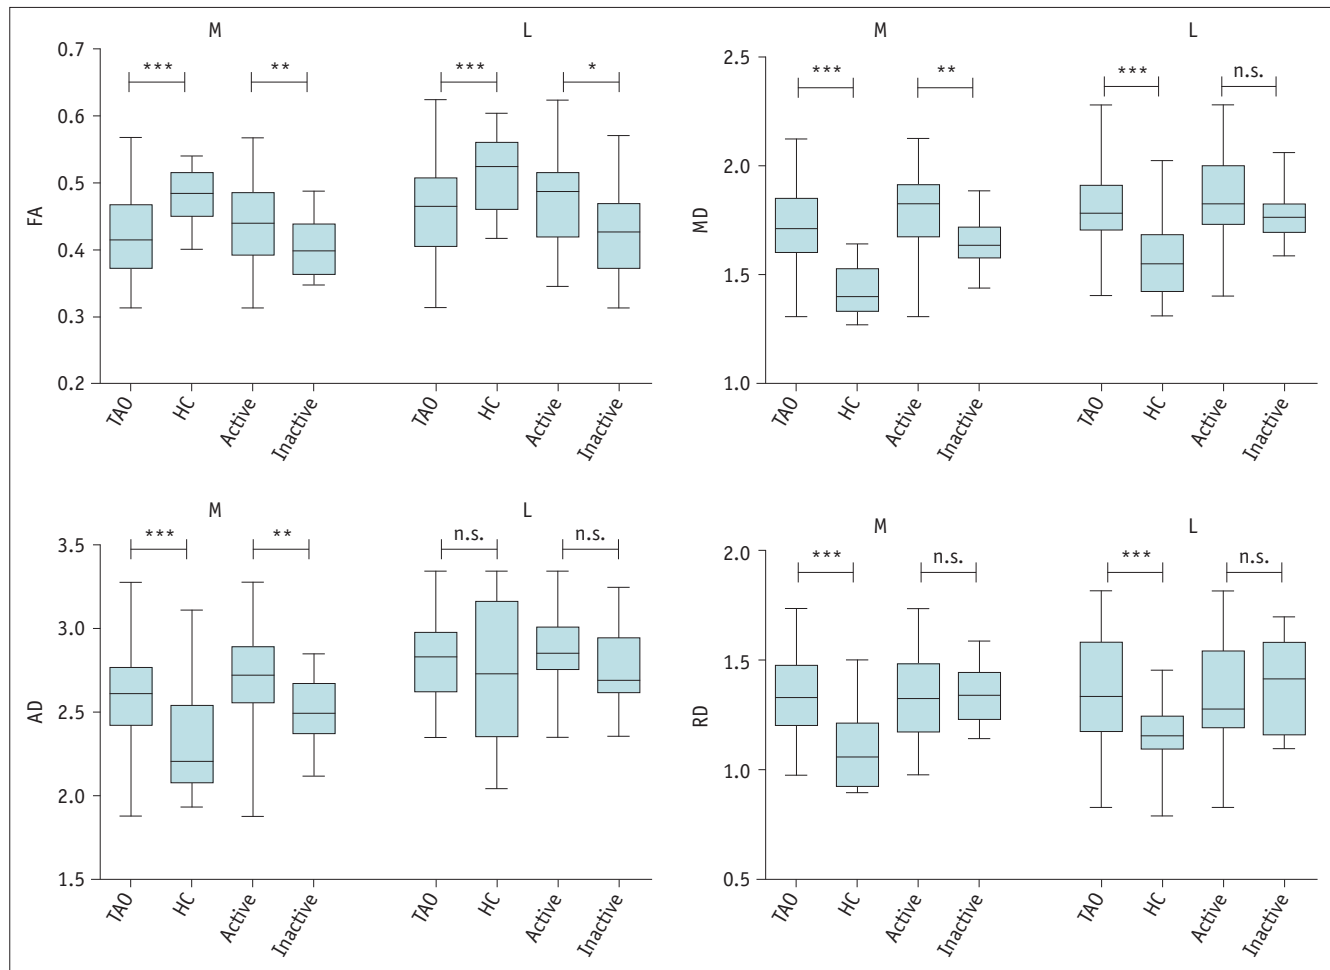 M L
0.7
0.6
0.5
0.4
0.3
0.2
FA
*** ** *** *
TAO HC Active Inactive TAO HC Active Inactive
M L
2.5
2.0
1.5
1.0
MD
*** ** *** n.s.
TAO HC Active Inactive TAO HC Active Inactive
M L
3.5
3.0
2.5
2.0
1.5
AD
*** ** n.s. n.s.
TAO HC Active Inactive TAO HC Active Inactive
M L
2.0
1.5
1.0
0.5
RD
*** n.s. *** n.s.
TAO HC Active Inactive TAO HC Active Inactive